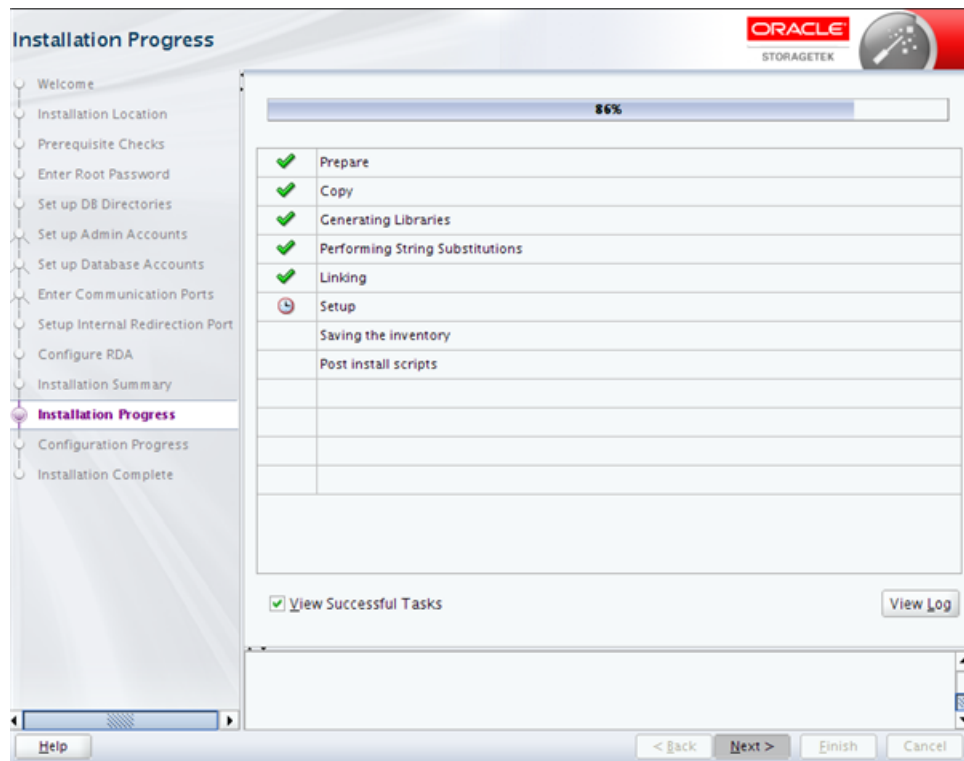 Installation Progress
ORACLE
STORAGETEK
Welcome
Installation Location
Prerequisite Checks
Enter Root Password
Set up DB Directories
Set up Admin Accounts
Set up Database Accounts
Enter Communication Ports
Setup Internal Redirection Port
Configure RDA
Installation Summary
Installation Progress
Configuration Progress
Installation Complete
86%
Prepare
Copy
Generating Libraries
Performing String Substitutions
Linking
Setup
Saving the inventory
Post install scripts
View Successful Tasks
View Log
Help
< Back
Next >
Finish
Cancel